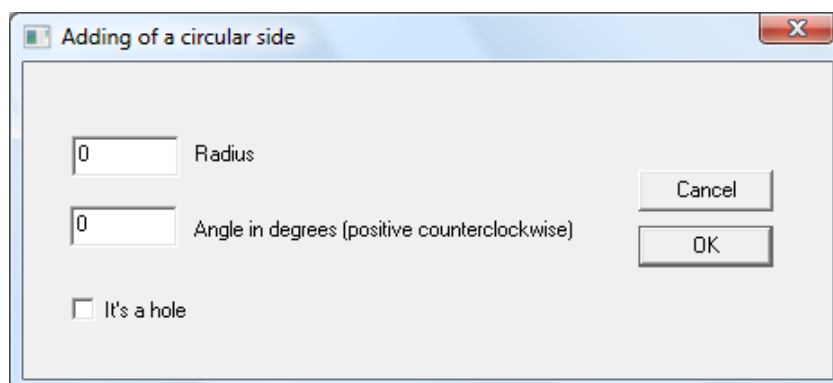 Adding of a circular side
0 Radius
Cancel
0 Angle in degrees (positive counterclockwise)
OK
It's a hole